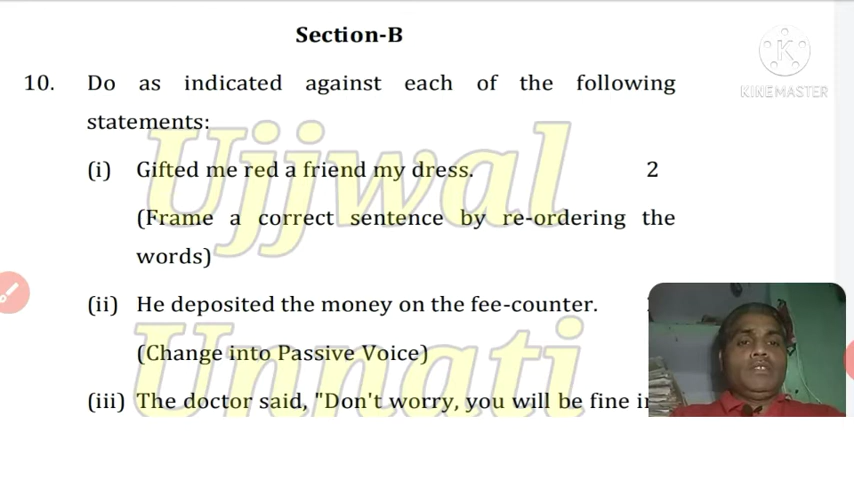 Section-B
KINEMASTER
10. Do as indicated against each of the following
statements:
(i) Gifted me red a friend my dress. 2
(Frame a correct sentence by re-ordering the
words)
(ii) He deposited the money on the fee-counter.
(Change into Passive Voice)
(iii) The doctor said, "Don't worry, you will be fine
Ujjwal
Unnati